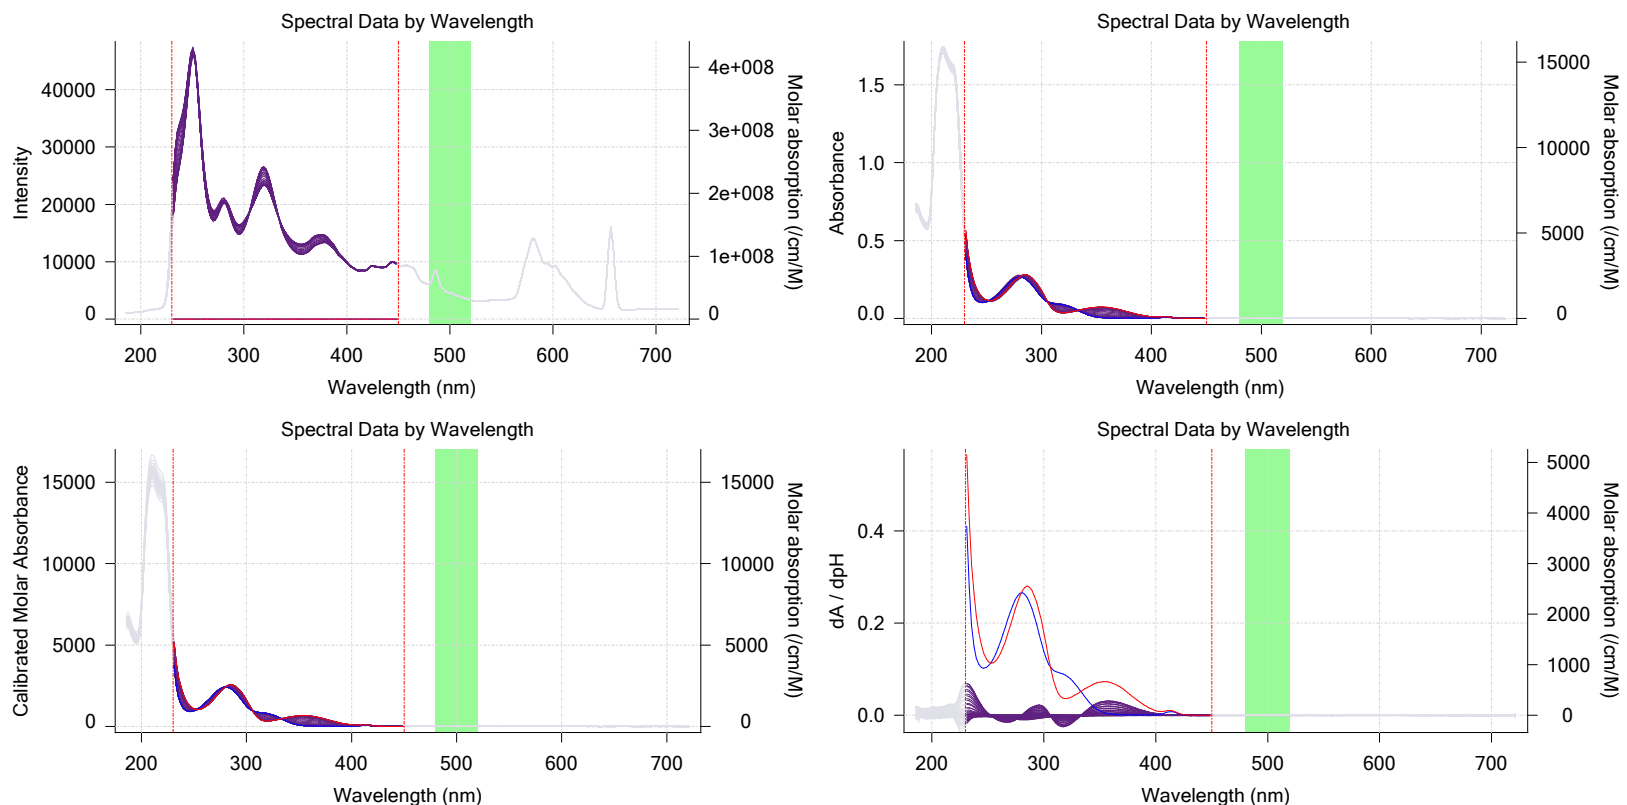 Spectral Data by Wavelength
Intensity
40000
30000
20000
10000
0
4e+008
3e+008
2e+008
1e+008
0
Molar absorption (/cm/M)
200 300 400 500 600 700
Wavelength (nm)
Spectral Data by Wavelength
Absorbance
1.5
1.0
0.5
0.0
15000
10000
5000
0
Molar absorption (/cm/M)
200 300 400 500 600 700
Wavelength (nm)
Spectral Data by Wavelength
Calibrated Molar Absorbance
15000
10000
5000
0
15000
10000
5000
0
Molar absorption (/cm/M)
200 300 400 500 600 700
Wavelength (nm)
Spectral Data by Wavelength
dA / dpH
0.4
0.2
0.0
5000
4000
3000
2000
1000
0
Molar absorption (/cm/M)
200 300 400 500 600 700
Wavelength (nm)